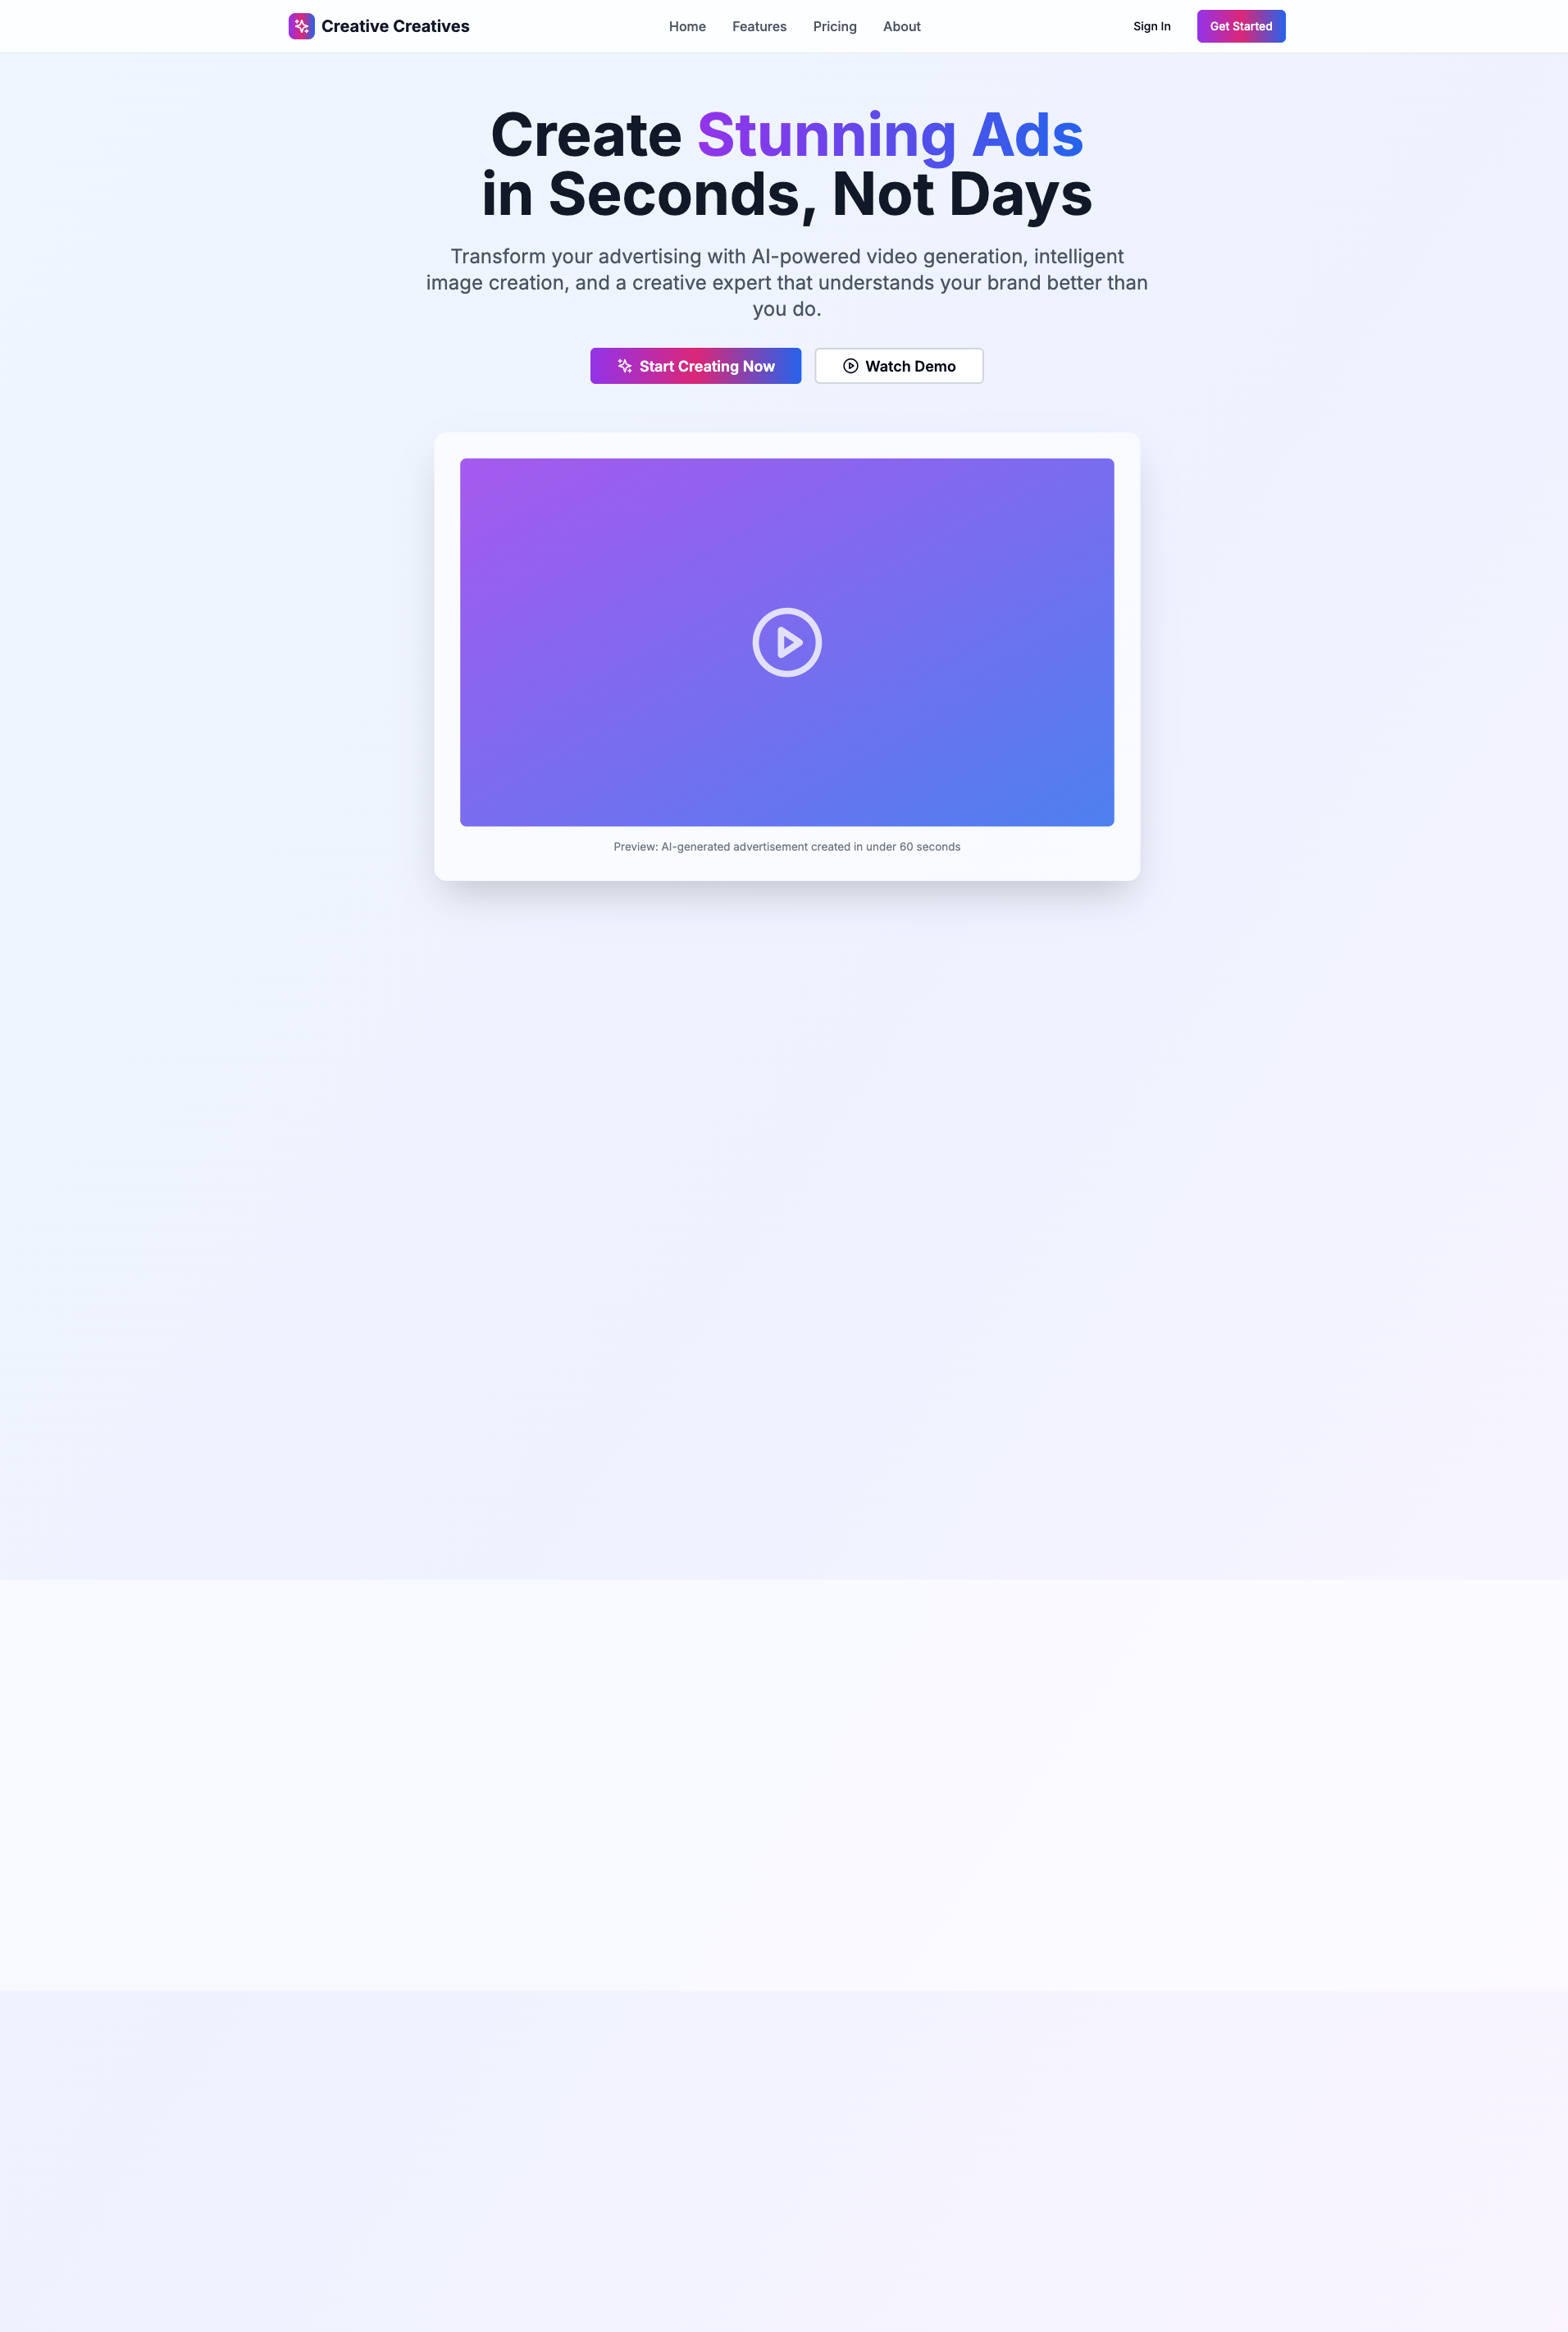 Creative Creatives
Home
Features
Pricing
About
Sign In
Get Started
Create Stunning Ads
in Seconds, Not Days
Transform your advertising with AI-powered video generation, intelligent
image creation, and a creative expert that understands your brand better than
you do.
Start Creating Now
Watch Demo
Preview: AI-generated advertisement created in under 60 seconds